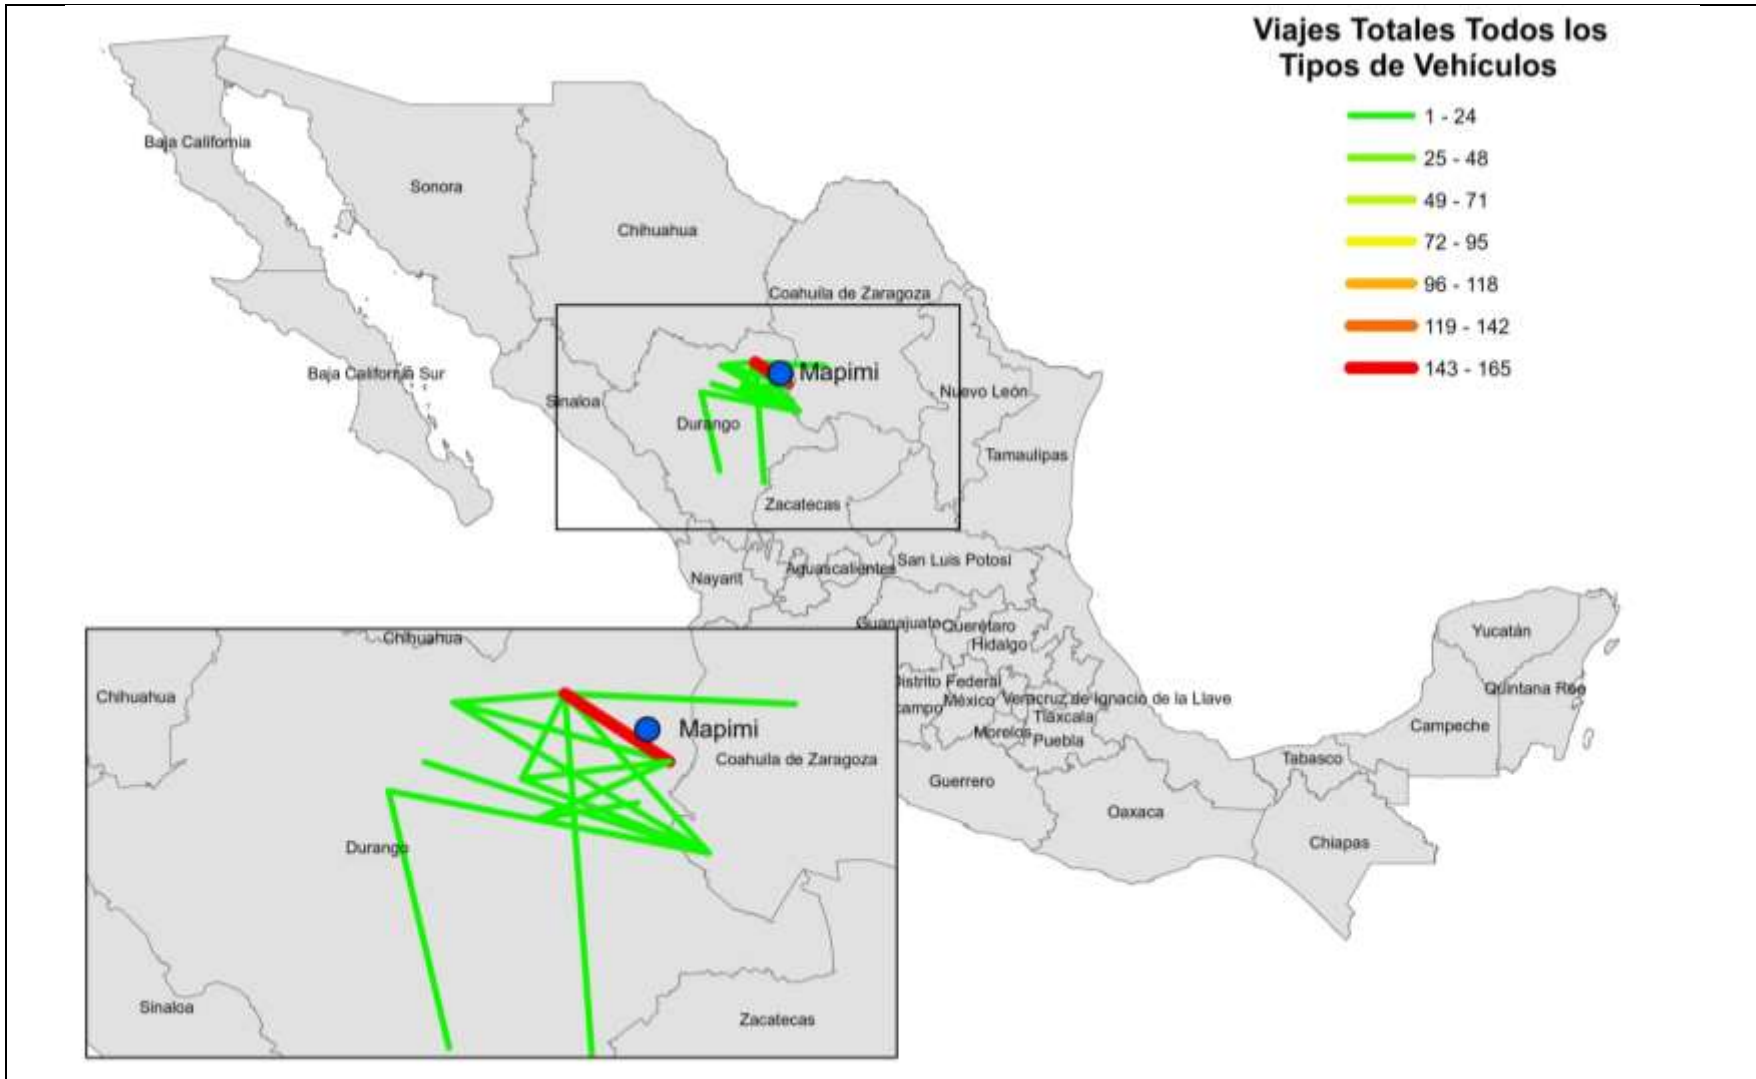 Viajes Totales Todos los
Tipos de Vehículos
1 - 24
25 - 48
49 - 71
72 - 95
96 - 118
119 - 142
143 - 165
Baja California
Sonora
Chihuahua
Coahuila de Zaragoza
Baja California Sur
Sinaloa
Mapimi
Nuevo León
Durango
Tamaulipas
Zacatecas
San Luis Potosí
Nayarit
Aguascalientes
Guanajuato
Querétaro
Hidalgo
Yucatán
Distrito Federal
México
Veracruz de Ignacio de la Llave
Quintana Roo
campo
Tlaxcala
Morelos
Puebla
Campeche
Tabasco
Guerrero
Oaxaca
Chiapas
Chihuahua
Chihuahua
Mapimi
Coahuila de Zaragoza
Durango
Sinaloa
Zacatecas